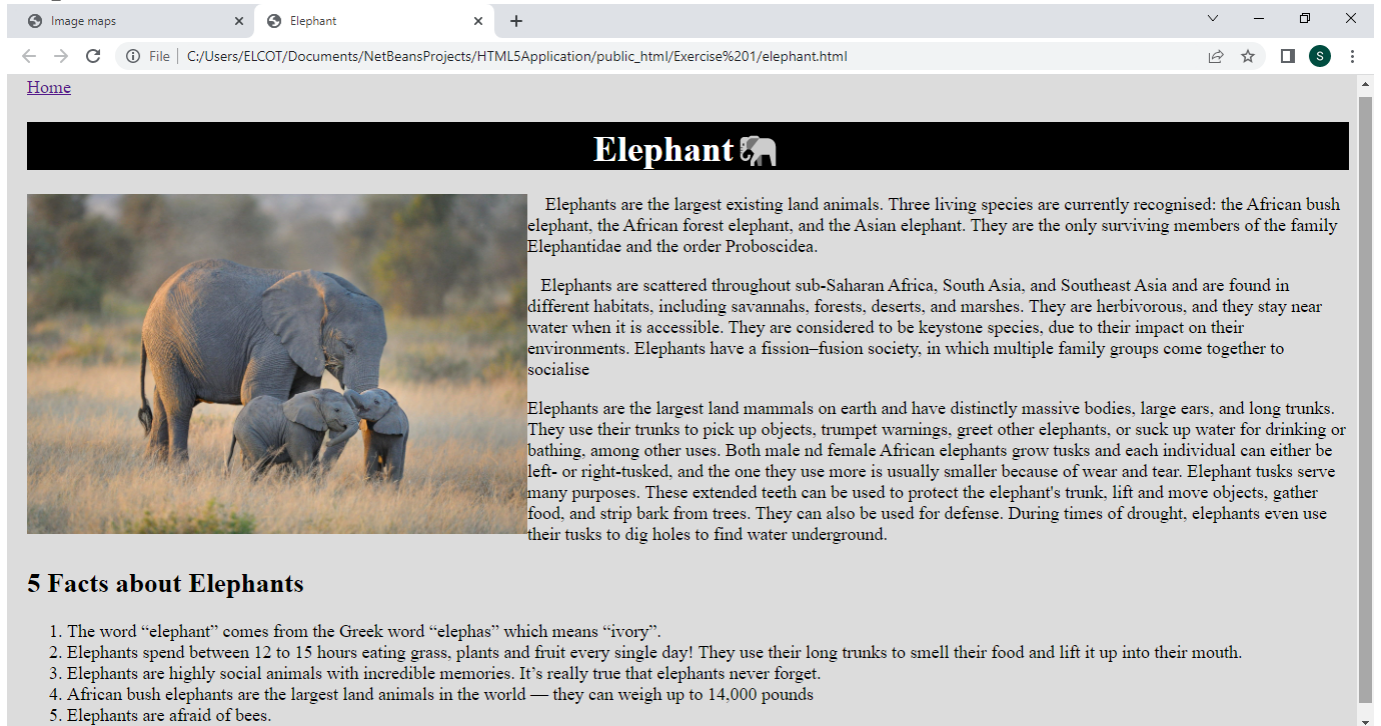 Image maps
Elephant
File
C:/Users/ELCOT/Documents/NetBeansProjects/HTML5Application/public_html/Exercise%201/elephant.html
S
Home
Elephant
Elephants are the largest existing land animals. Three living species are currently recognised: the African bush
elephant, the African forest elephant, and the Asian elephant. They are the only surviving members of the family
Elephantidae and the order Proboscidea.
Elephants are scattered throughout sub-Saharan Africa, South Asia, and Southeast Asia and are found in
different habitats, including savannahs, forests, deserts, and marshes. They are herbivorous, and they stay near
water when it is accessible. They are considered to be keystone species, due to their impact on their
environments. Elephants have a fission–fusion society, in which multiple family groups come together to
socialise
Elephants are the largest land mammals on earth and have distinctly massive bodies, large ears, and long trunks.
They use their trunks to pick up objects, trumpet warnings, greet other elephants, or suck up water for drinking or
bathing, among other uses. Both male nd female African elephants grow tusks and each individual can either be
left- or right-tusked, and the one they use more is usually smaller because of wear and tear. Elephant tusks serve
many purposes. These extended teeth can be used to protect the elephant's trunk, lift and move objects, gather
food, and strip bark from trees. They can also be used for defense. During times of drought, elephants even use
their tusks to dig holes to find water underground.
5 Facts about Elephants
1. The word “elephant” comes from the Greek word “elephas” which means “ivory”.
2. Elephants spend between 12 to 15 hours eating grass, plants and fruit every single day! They use their long trunks to smell their food and lift it up into their mouth.
3. Elephants are highly social animals with incredible memories. It’s really true that elephants never forget.
4. African bush elephants are the largest land animals in the world — they can weigh up to 14,000 pounds
5. Elephants are afraid of bees.